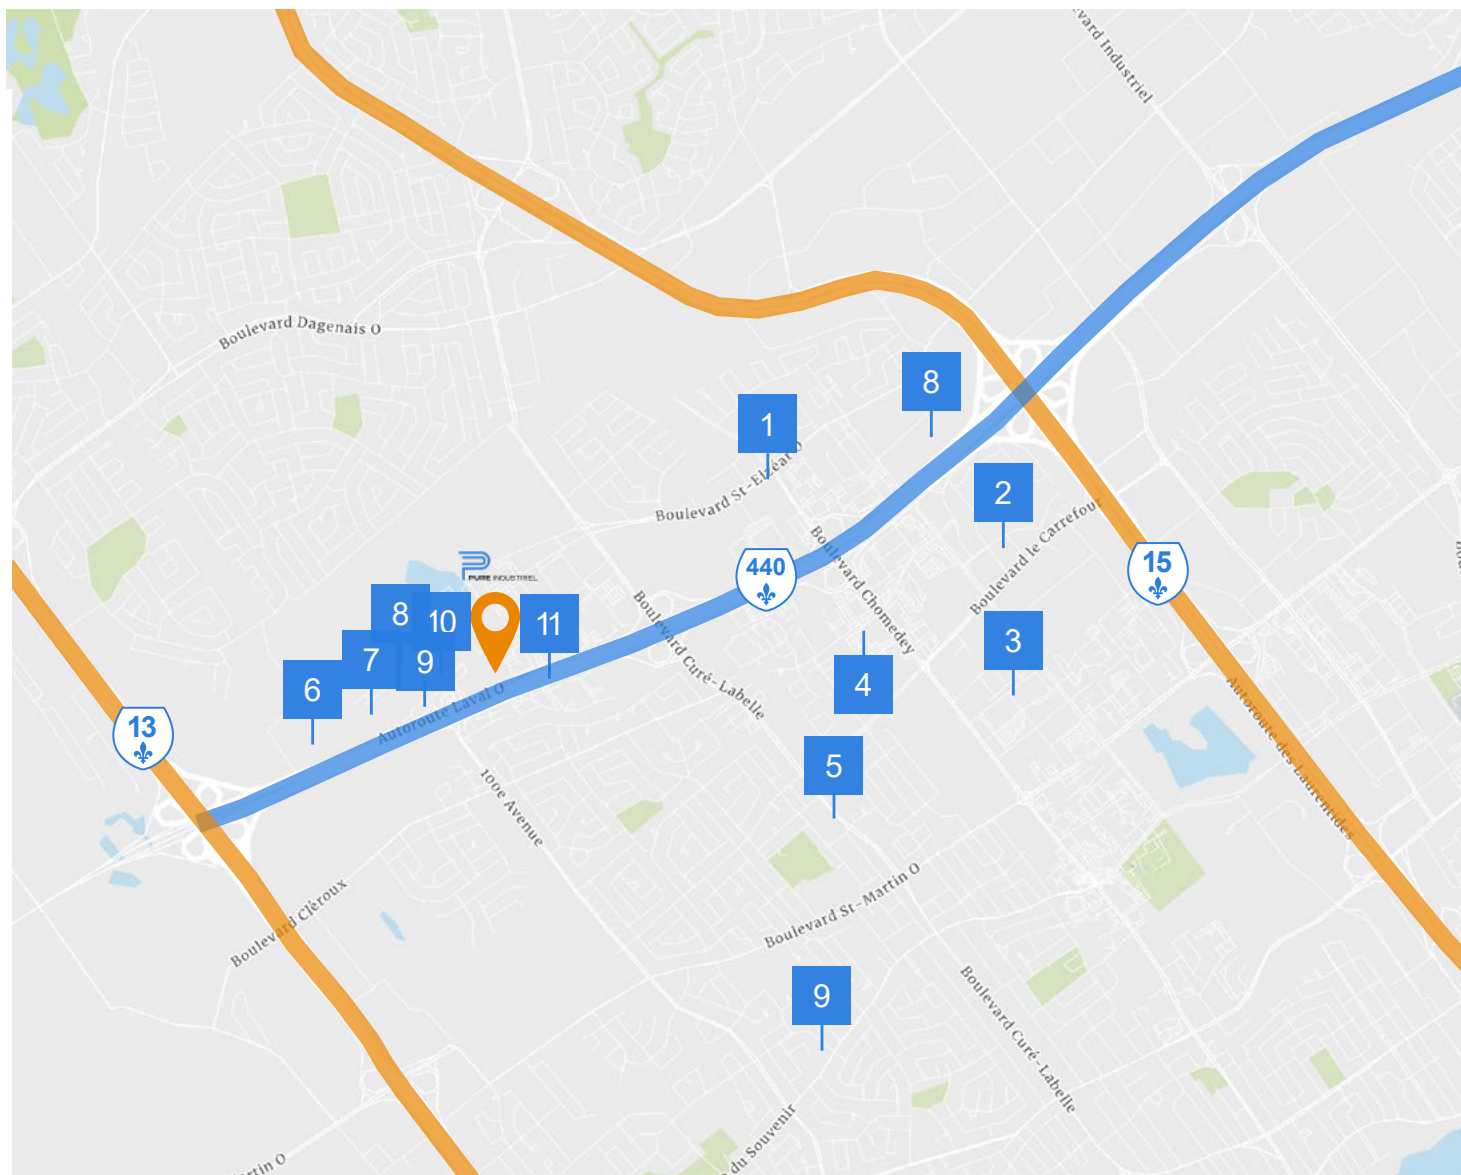 Boulevard Industriel
Boulevard Dagenais O
8
1
Boulevard St-Elzéar O
2
Boulevard le Carrefour
Boulevard Chomedey
440
15
PURE INDUSTRIEL
8
10
11
7
9
6
Autoroute Laval O
Boulevard Curé-Labelle
3
4
13
5
100e Avenue
Autoroute des Laurentides
Boulevard Cléroux
Boulevard St-Martin O
9
Boulevard Curé-Labelle
du Souvenir